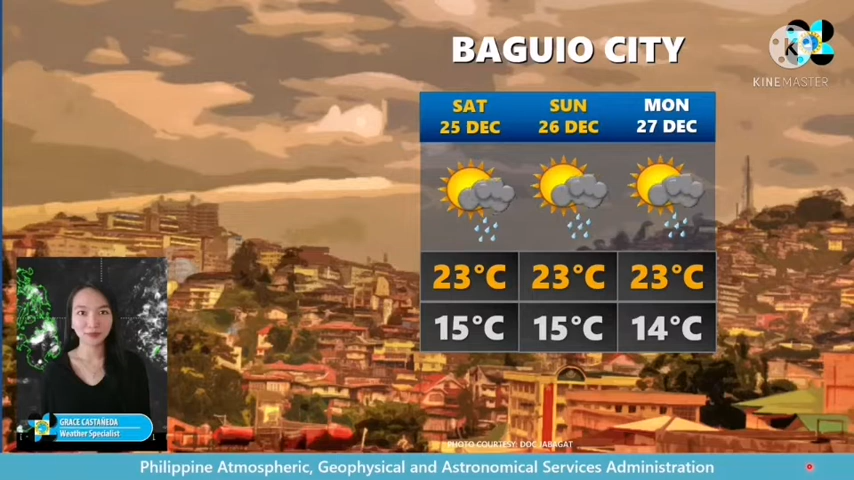 BAGUIO CITY
KINEMASTER
SAT SUN MON
25 DEC 26 DEC 27 DEC
23°C 23°C 23°C
15°C 15°C 14°C
GRACE CASTAÑEDA
Weather Specialist
PHOTO COURTESY: DOC JABAGAT
Philippine Atmospheric, Geophysical and Astronomical Services Administration